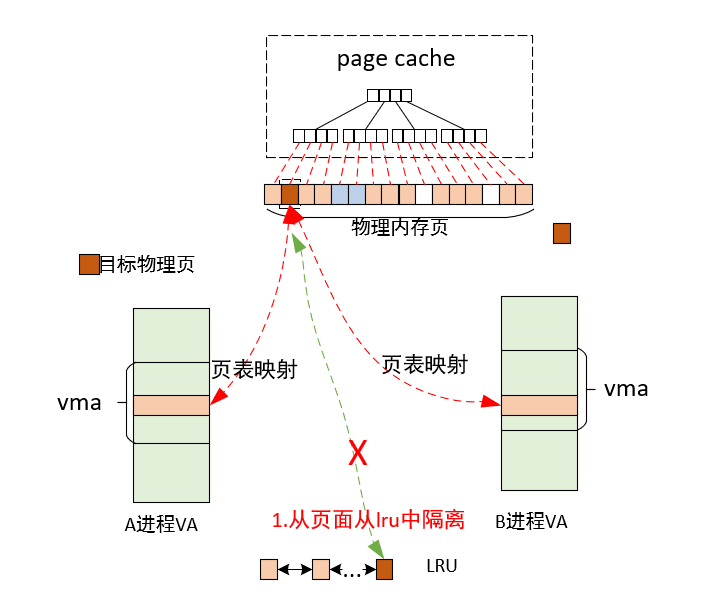 page cache
物理内存页
目标物理页
页表映射
页表映射
vma
vma
X
1.从页面从lru中隔离
A进程VA
B进程VA
...
LRU